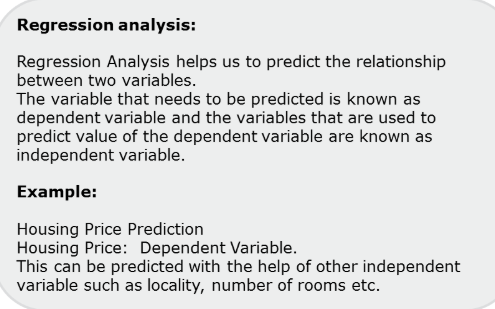 Regression analysis:
Regression Analysis helps us to predict the relationship
between two variables.
The variable that needs to be predicted is known as
dependent variable and the variables that are used to
predict value of the dependent variable are known as
independent variable.
Example:
Housing Price Prediction
Housing Price:  Dependent Variable.
This can be predicted with the help of other independent
variable such as locality, number of rooms etc.